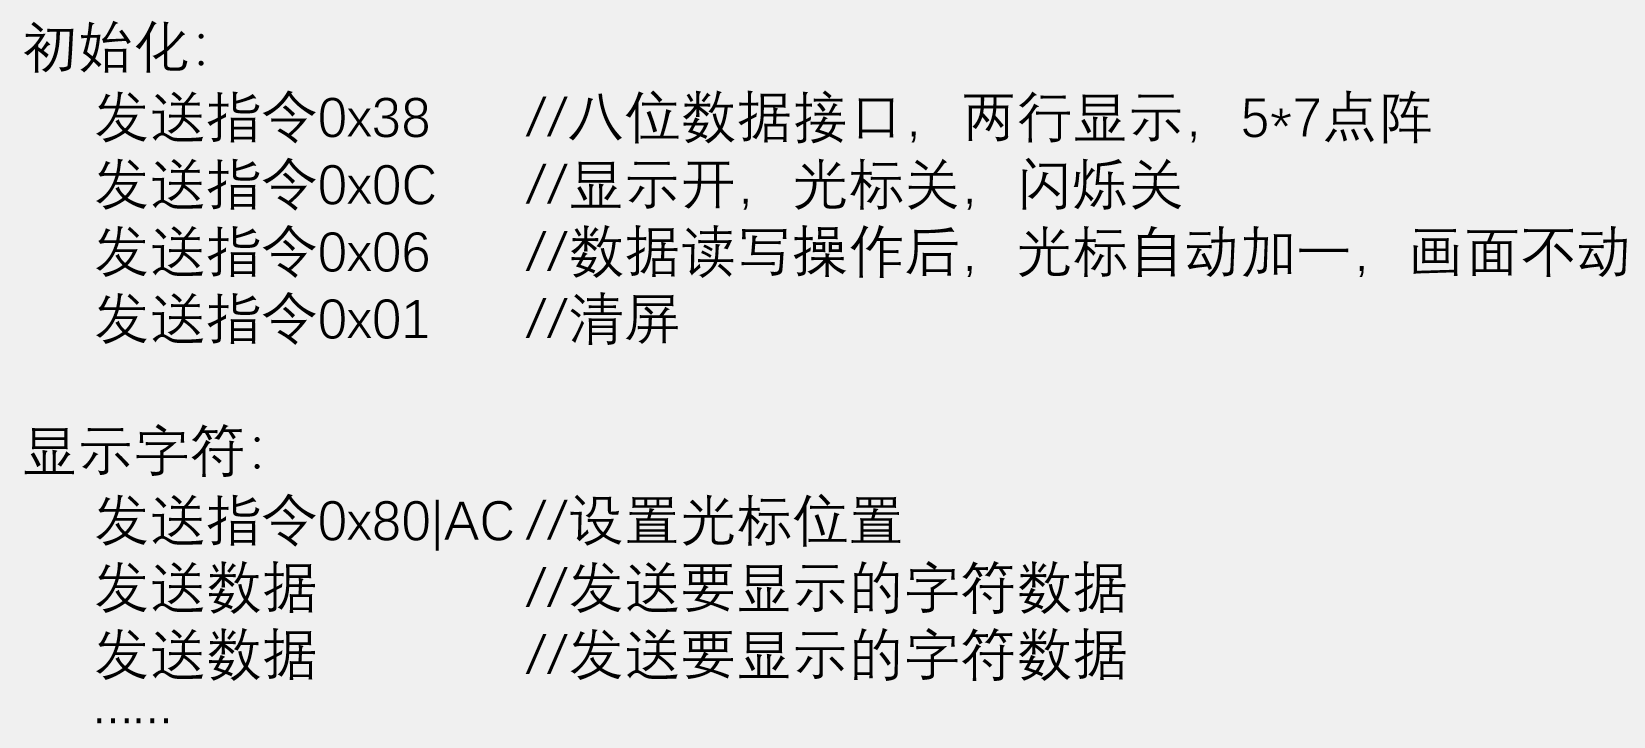 初始化：
发送指令0x38 //八位数据接口，两行显示，5*7点阵
发送指令0x0C //显示开，光标关，闪烁关
发送指令0x06 //数据读写操作后，光标自动加一，画面不动
发送指令0x01 //清屏
显示字符：
发送指令0x80|AC //设置光标位置
发送数据 //发送要显示的字符数据
发送数据 //发送要显示的字符数据
……